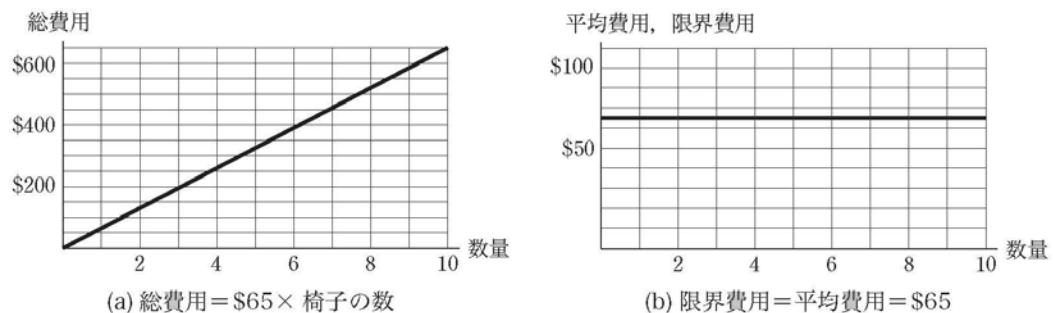 総費用
$600
$400
$200
2 4 6 8 10 数量
(a) 総費用＝$65× 椅子の数
平均費用，限界費用
$100
$50
2 4 6 8 10 数量
(b) 限界費用＝平均費用＝$65